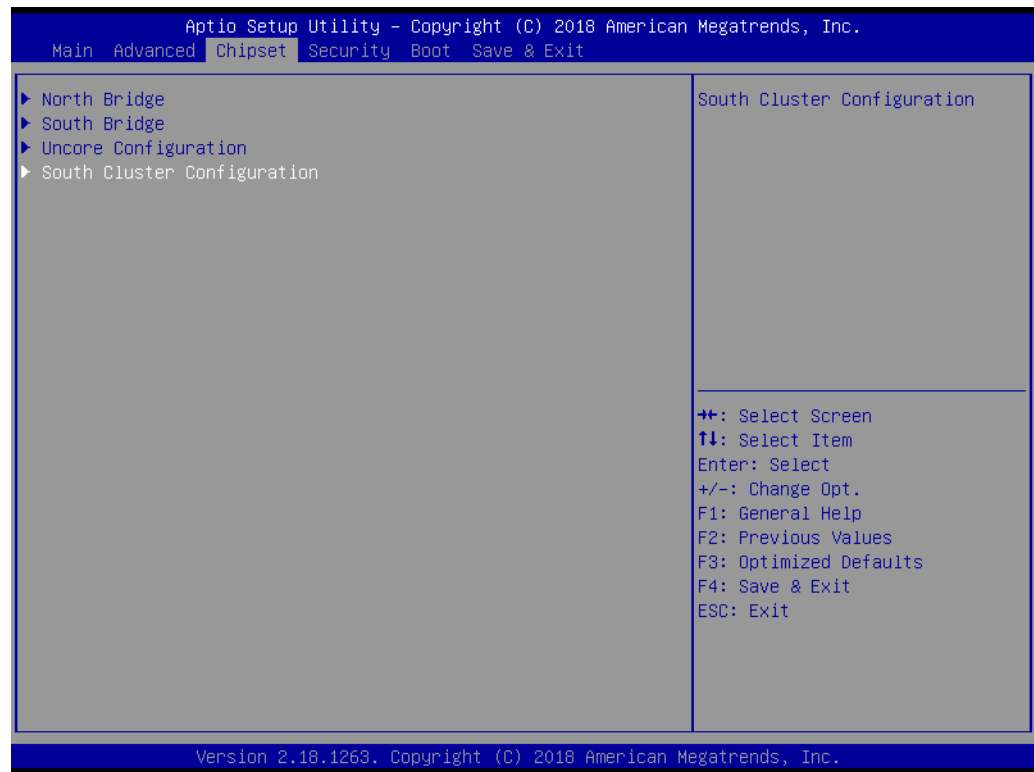 Aptio Setup Utility – Copyright (C) 2018 American Megatrends, Inc.
Main Advanced Chipset Security Boot Save & Exit
▶ North Bridge
▶ South Bridge
▶ Uncore Configuration
▶ South Cluster Configuration
South Cluster Configuration
→←: Select Screen
↑↓: Select Item
Enter: Select
+/-: Change Opt.
F1: General Help
F2: Previous Values
F3: Optimized Defaults
F4: Save & Exit
ESC: Exit
Version 2.18.1263. Copyright (C) 2018 American Megatrends, Inc.